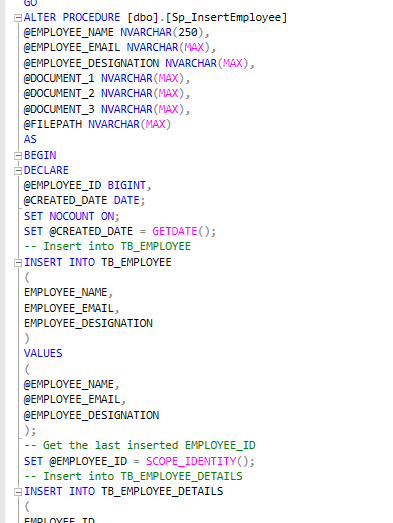 GO
ALTER PROCEDURE [dbo].[Sp_InsertEmployee]
@EMPLOYEE_NAME NVARCHAR(250),
@EMPLOYEE_EMAIL NVARCHAR(MAX),
@EMPLOYEE_DESIGNATION NVARCHAR(MAX),
@DOCUMENT_1 NVARCHAR(MAX),
@DOCUMENT_2 NVARCHAR(MAX),
@DOCUMENT_3 NVARCHAR(MAX),
@FILEPATH NVARCHAR(MAX)
AS
BEGIN
DECLARE
@EMPLOYEE_ID BIGINT,
@CREATED_DATE DATE;
SET NOCOUNT ON;
SET @CREATED_DATE = GETDATE();
-- Insert into TB_EMPLOYEE
INSERT INTO TB_EMPLOYEE
(
EMPLOYEE_NAME,
EMPLOYEE_EMAIL,
EMPLOYEE_DESIGNATION
)
VALUES
(
@EMPLOYEE_NAME,
@EMPLOYEE_EMAIL,
@EMPLOYEE_DESIGNATION
);
-- Get the last inserted EMPLOYEE_ID
SET @EMPLOYEE_ID = SCOPE_IDENTITY();
-- Insert into TB_EMPLOYEE_DETAILS
INSERT INTO TB_EMPLOYEE_DETAILS
(
EMPLOYEE_ID